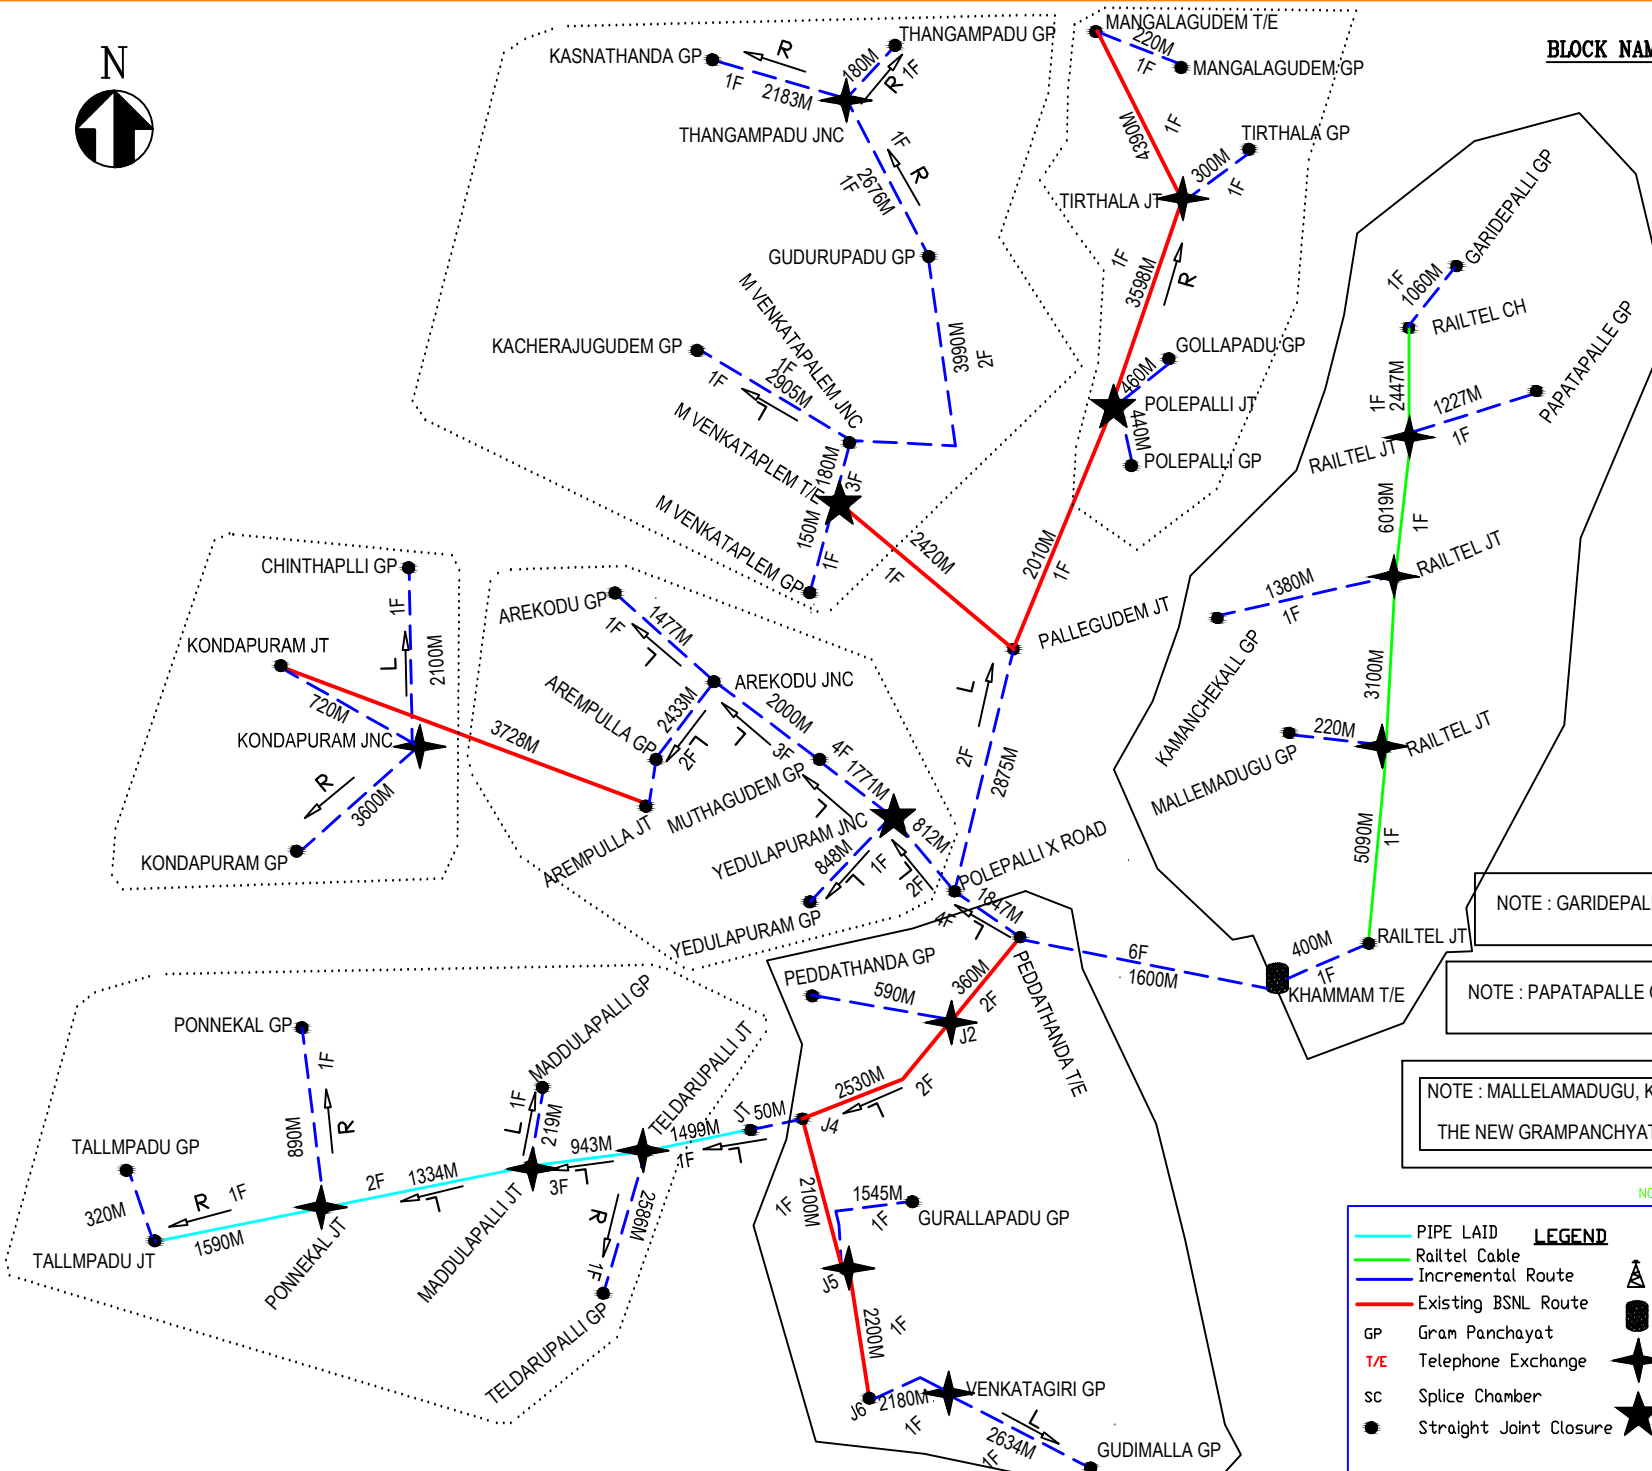 N
BLOCK NAM
KASNATHANDA GP
R
1F
2183M
THANGAMPADU GP
180M
1F
R
THANGAMPADU JNC
1F
R
2676M
1F
GUDURUPADU GP
3990M
2F
MANGALAGUDEM T/E
220M
1F
MANGALAGUDEM GP
4390M
1F
TIRTHALA GP
300M
1F
TIRTHALA JT
1F
3598M
R
GOLLAPADU GP
460M
POLEPALLI JT
440M
POLEPALLI GP
2010M
1F
M VENKATAPALEM JNC
KACHERAJUGUDEM GP
1F
2905M
1F
L
M VENKATAPLEM T/E
180M
3F
150M
1F
M VENKATAPLEM GP
2420M
1F
PALLEGUDEM JT
L
2F
2875M
GARIDEPALLI GP
1F
1060M
RAILTEL CH
PAPATAPALLE GP
2447M
1F
1227M
1F
RAILTEL JT
6019M
1F
RAILTEL JT
1380M
1F
KAMANCHEKALL GP
3100M
220M
RAILTEL JT
MALLEMADUGU GP
5090M
1F
RAILTEL JT
400M
1F
KHAMMAM T/E
6F
1600M
CHINTHAPLLI GP
1F
L
2100M
KONDAPURAM JT
720M
KONDAPURAM JNC
3728M
R
3600M
KONDAPURAM GP
AREKODU GP
1477M
1F
L
AREKODU JNC
AREMPULLA GP
2433M
L
2F
2000M
L
3F
AREMPULLA JT
MUTHAGUDEM GP
4F
1771M
L
YEDULAPURAM JNC
812M
L
2F
848M
1F
L
YEDULAPURAM GP
POLEPALLI X ROAD
1847M
4F
L
PEDDATHANDA GP
590M
360M
2F
J2
PEDDATHANDA T/E
2530M
L
2F
J4
50M
JT
TELDARUPALLI JT
1499M
1F
L
MADDULAPALLI GP
1F
L
219M
943M
L
3F
PONNEKAL GP
1F
R
890M
2F
1334M
L
TALLMPADU GP
320M
R
1F
1590M
TALLMPADU JT
PONNEKAL JT
MADDULAPALLI JT
2586M
R
1F
TELDARUPALLI GP
2100M
1F
1545M
1F
GURALLAPADU GP
J5
2200M
1F
J6
2180M
1F
VENKATAGIRI GP
L
2634M
1F
GUDIMALLA GP
NOTE : GARIDEPAL
NOTE : PAPATAPALLE
NOTE : MALLELAMADUGU, K
THE NEW GRAMPANCHYAT
NO
LEGEND
PIPE LAID
Railtel Cable
Incremental Route
Existing BSNL Route
GP Gram Panchayat
T/E Telephone Exchange
SC Splice Chamber
Straight Joint Closure